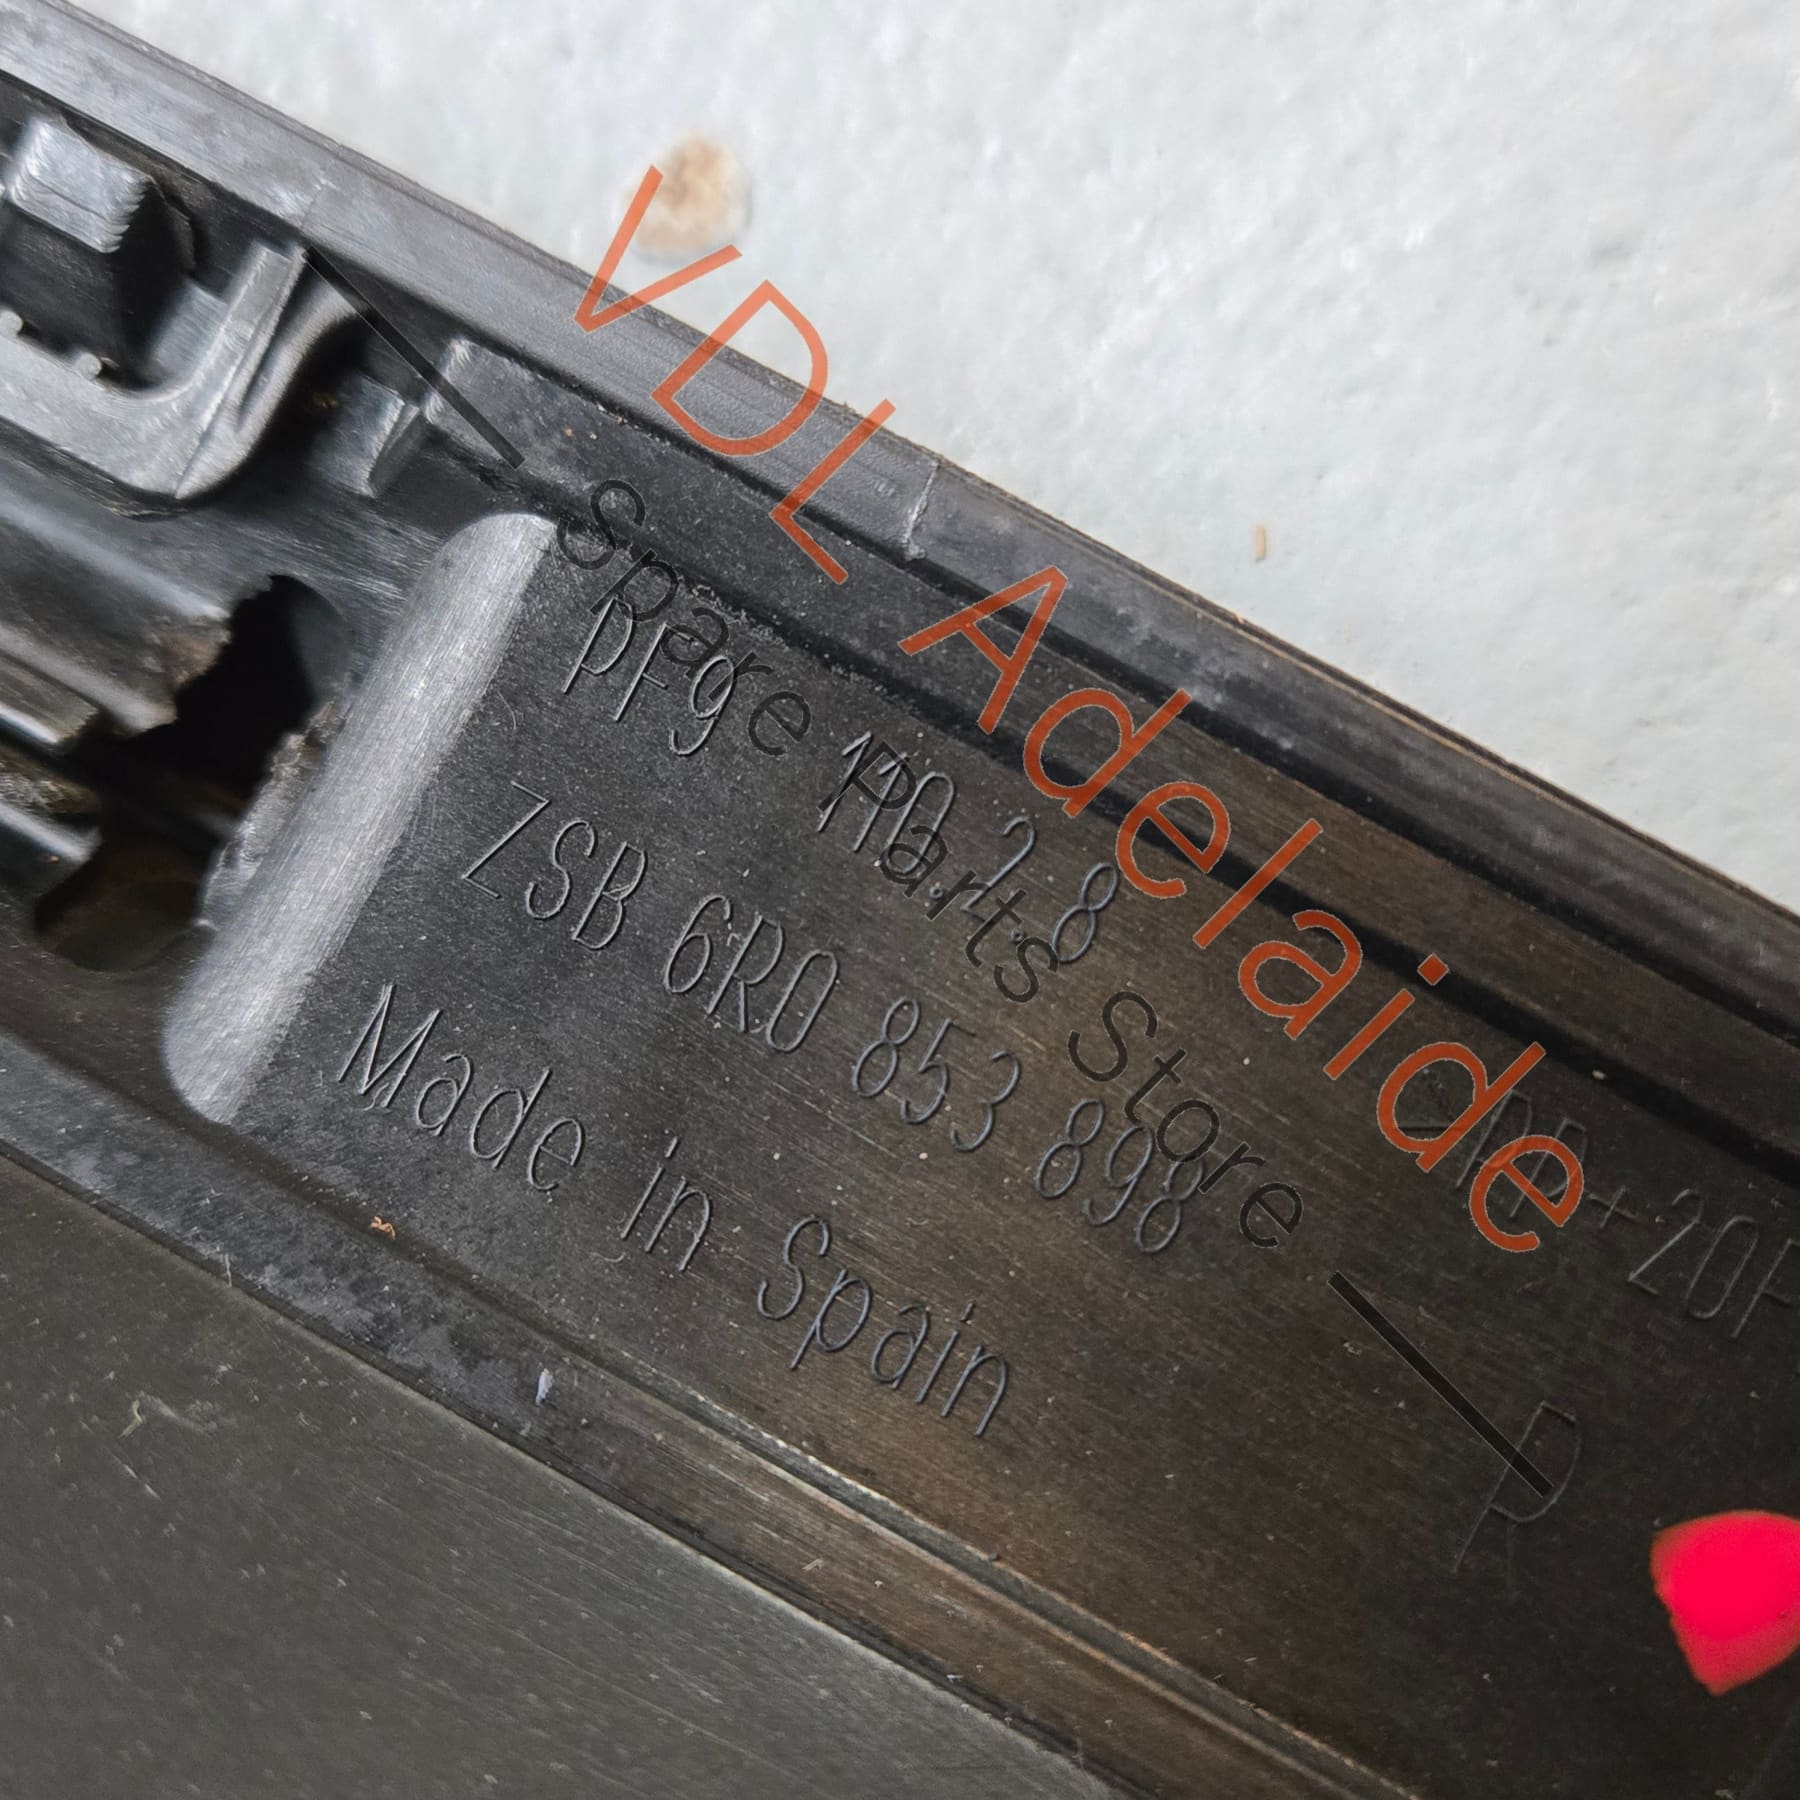 VDL Adelaide
Spare Parts Store
ZSB 6R0 853 898
Made in Spain
R